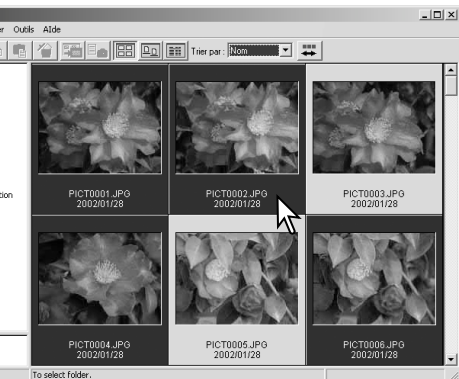 r Outils AIde
Trier par : Nom
tion
PICT0001.JPG PICT0002.JPG PICT0003.JPG
2002/01/28 2002/01/28 2002/01/28
PICT0004.JPG PICT0005.JPG PICT0006.JPG
2002/01/28 2002/01/28 2002/01/28
To select folder.